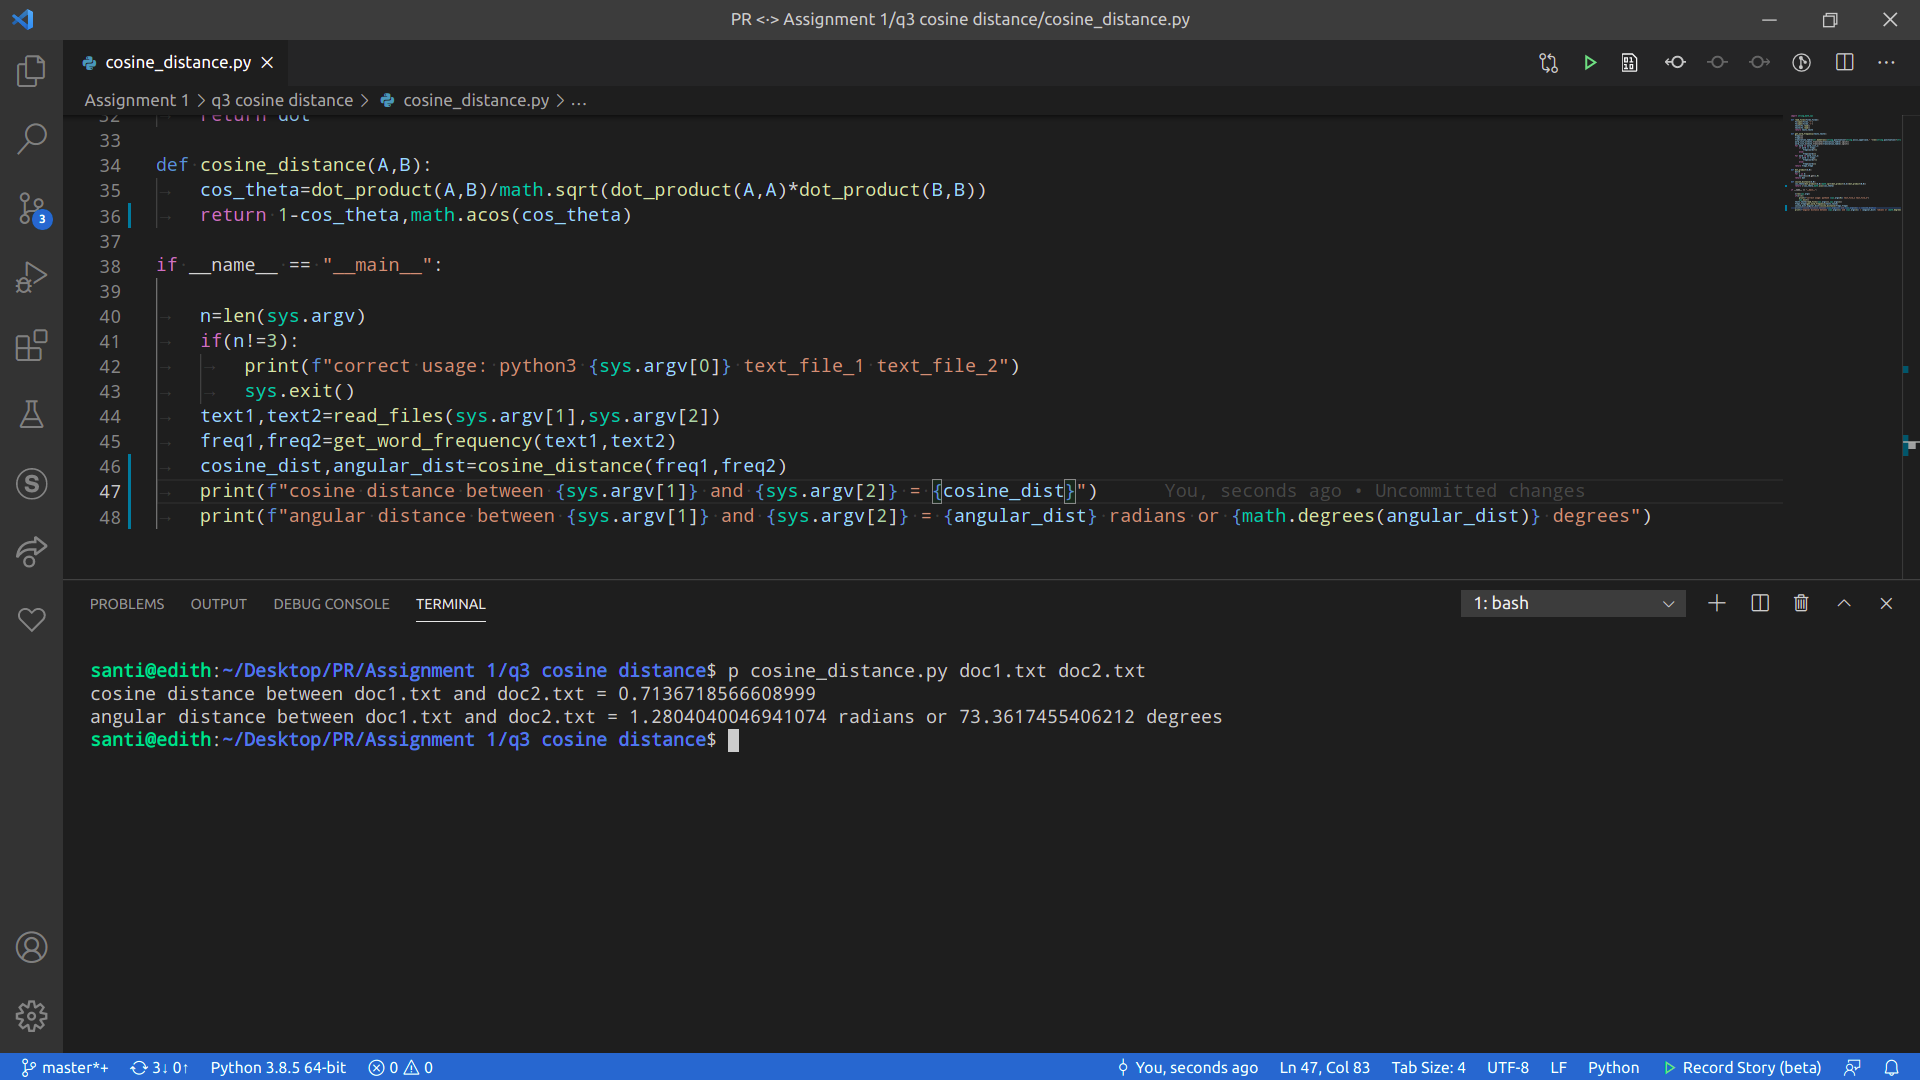 PR <·> Assignment 1/q3 cosine distance/cosine_distance.py
cosine_distance.py
Assignment 1 > q3 cosine distance > cosine_distance.py > ...
32 return dot
33
34 def cosine_distance(A,B):
35 cos_theta=dot_product(A,B)/math.sqrt(dot_product(A,A)*dot_product(B,B))
36 return 1-cos_theta,math.acos(cos_theta)
37
38 if __name__ == "__main__":
39
40 n=len(sys.argv)
41 if(n!=3):
42 print(f"correct usage: python3 {sys.argv[0]} text_file_1 text_file_2")
43 sys.exit()
44 text1,text2=read_files(sys.argv[1],sys.argv[2])
45 freq1,freq2=get_word_frequency(text1,text2)
46 cosine_dist,angular_dist=cosine_distance(freq1,freq2)
47 print(f"cosine distance between {sys.argv[1]} and {sys.argv[2]} = {cosine_dist}") You, seconds ago • Uncommitted changes
48 print(f"angular distance between {sys.argv[1]} and {sys.argv[2]} = {angular_dist} radians or {math.degrees(angular_dist)} degrees")
3
S
PROBLEMS OUTPUT DEBUG CONSOLE TERMINAL 1: bash
santi@edith:~/Desktop/PR/Assignment 1/q3 cosine distance$ p cosine_distance.py doc1.txt doc2.txt
cosine distance between doc1.txt and doc2.txt = 0.7136718566608999
angular distance between doc1.txt and doc2.txt = 1.2804040046941074 radians or 73.3617455406212 degrees
santi@edith:~/Desktop/PR/Assignment 1/q3 cosine distance$
master*+ 3↓ 0↑ Python 3.8.5 64-bit 0 0 You, seconds ago Ln 47, Col 83 Tab Size: 4 UTF-8 LF Python Record Story (beta)